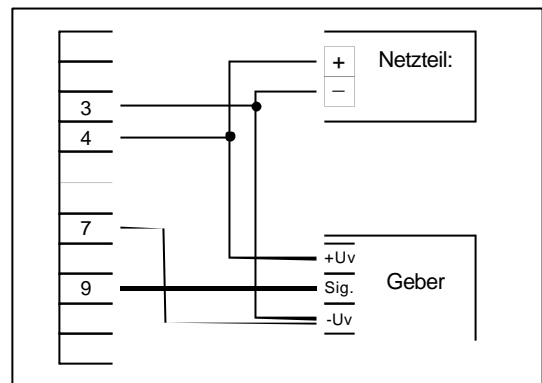 + Netzteil:
−
3
4
7
+Uv
9 Sig. Geber
-Uv